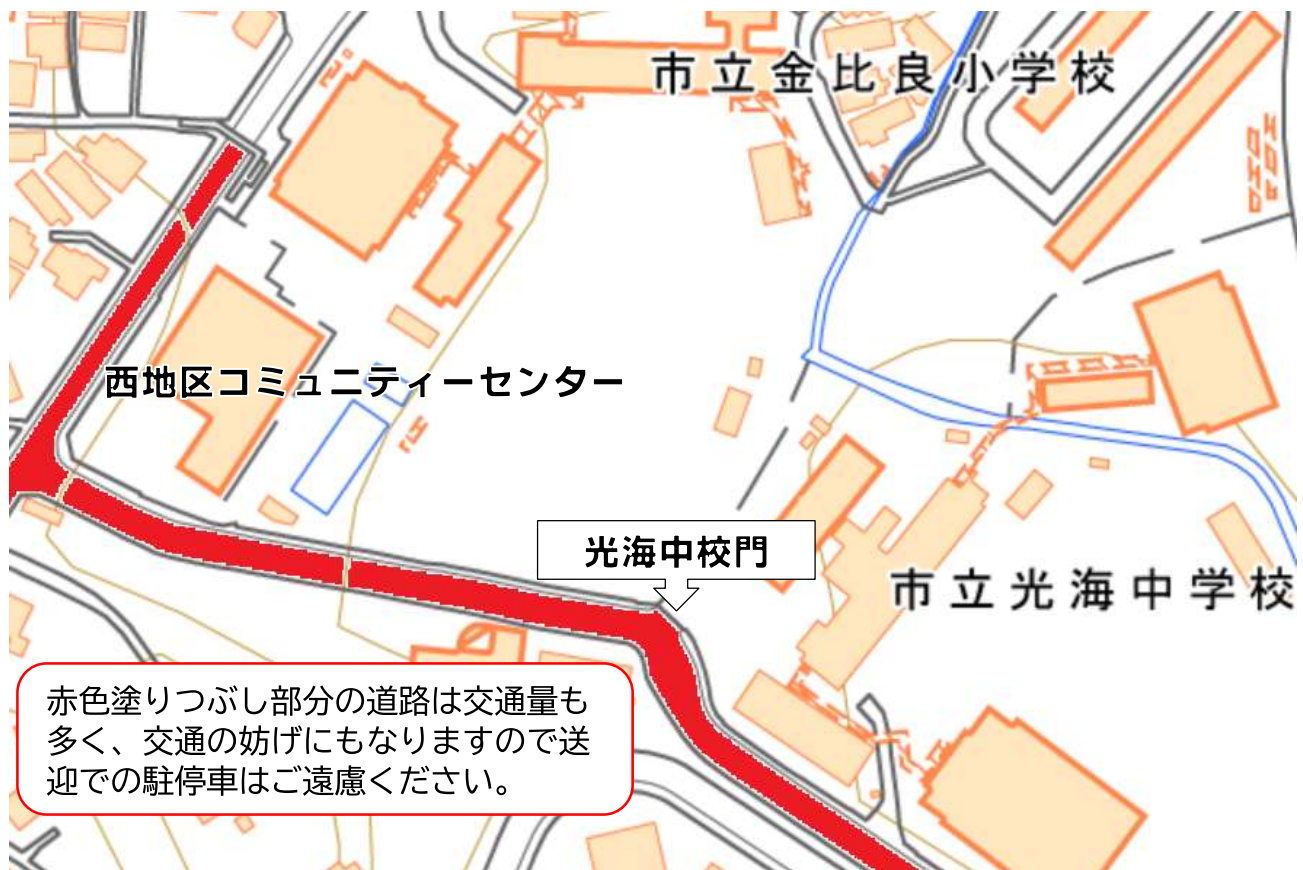 市立金比良小学校
西地区コミュニティーセンター
光海中校門
市立光海中学校
赤色塗りつぶし部分の道路は交通量も
多く、交通の妨げにもなりますので送
迎での駐停車はご遠慮ください。